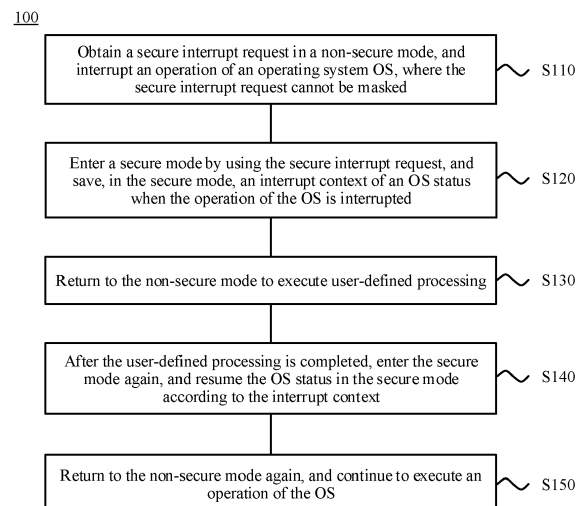 100
Obtain a secure interrupt request in a non-secure mode, and
interrupt an operation of an operating system OS, where the
secure interrupt request cannot be masked
S110
Enter a secure mode by using the secure interrupt request, and
save, in the secure mode, an interrupt context of an OS status
when the operation of the OS is interrupted
S120
Return to the non-secure mode to execute user-defined processing
S130
After the user-defined processing is completed, enter the secure
mode again, and resume the OS status in the secure mode
according to the interrupt context
S140
Return to the non-secure mode again, and continue to execute an
operation of the OS
S150